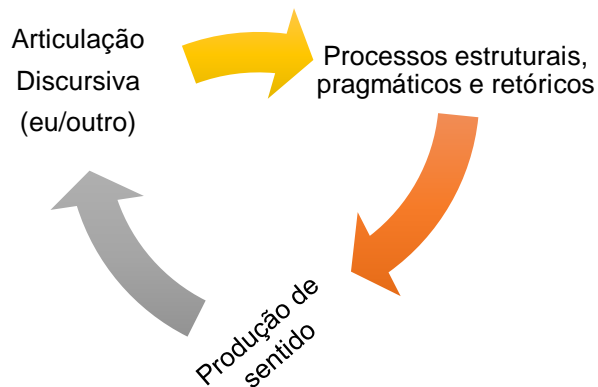 Articulação
Discursiva
(eu/outro)
Processos estruturais,
pragmáticos e retóricos
Produção de
sentido